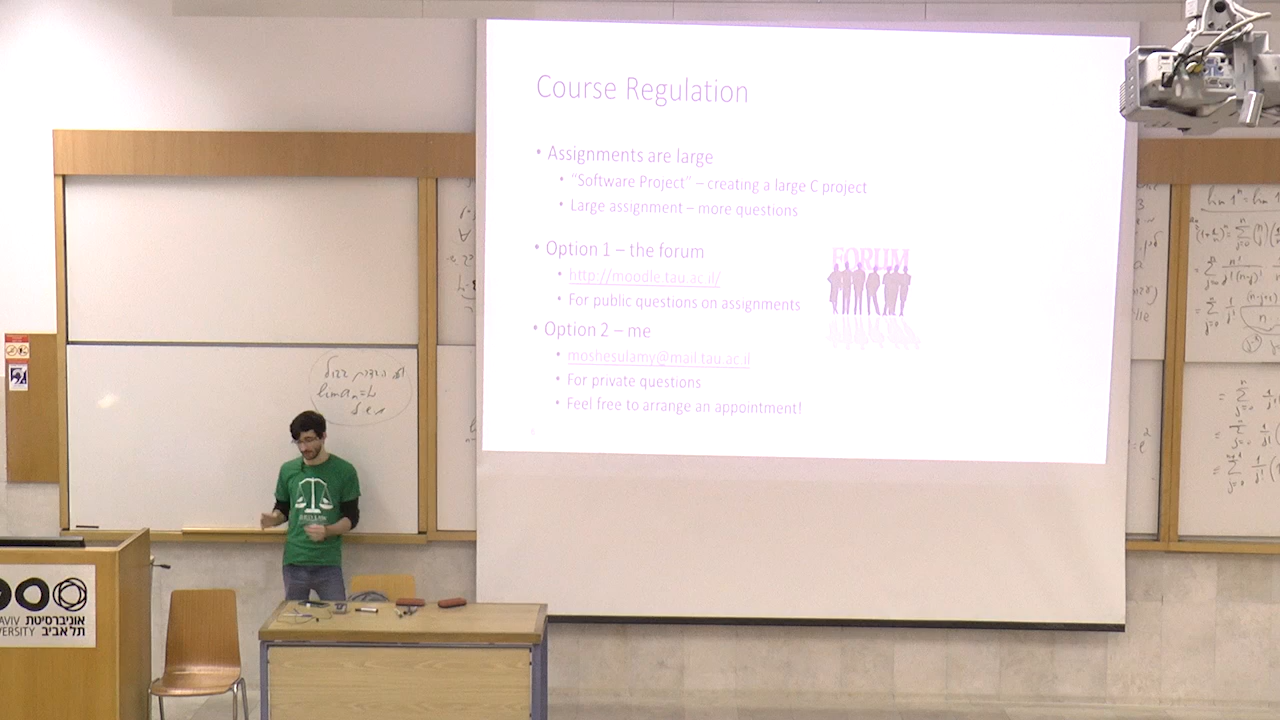 Course Regulation
• Assignments are large
• "Software Project" – creating a large C project
• Large assignment – more questions
• Option 1 – the forum
• http://moodle.tau.ac.il/
• For public questions on assignments
FORUM
• Option 2 – me
• moshesulamy@mail.tau.ac.il
• For private questions
• Feel free to arrange an appointment!
AVIV אוניברסיטת
ERSITY תל אביב